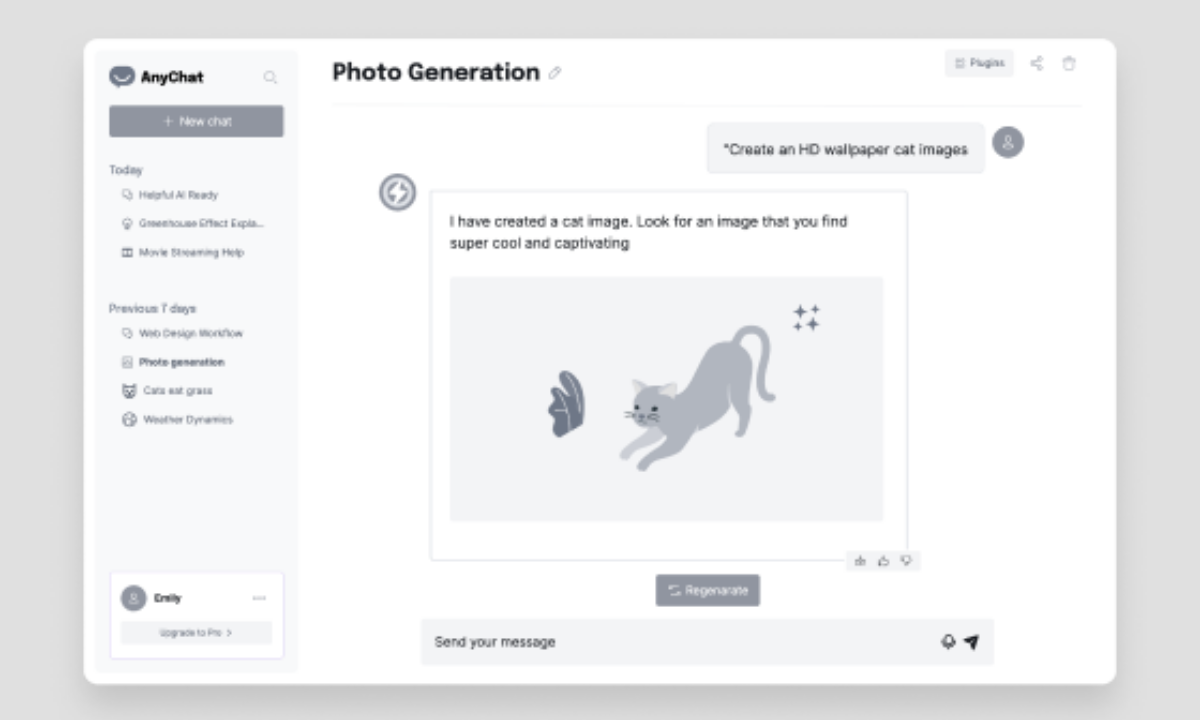 AnyChat
+ New chat
Today
Helpful AI Ready
Greenhouse Effect Expla...
Movie Streaming Help
Previous 7 days
Web Design Workflow
Photo generation
Cats eat grass
Weather Dynamics
Emily
Upgrade to Pro >
Photo Generation
Plugins
"Create an HD wallpaper cat images
I have created a cat image. Look for an image that you find
super cool and captivating
Regenarate
Send your message